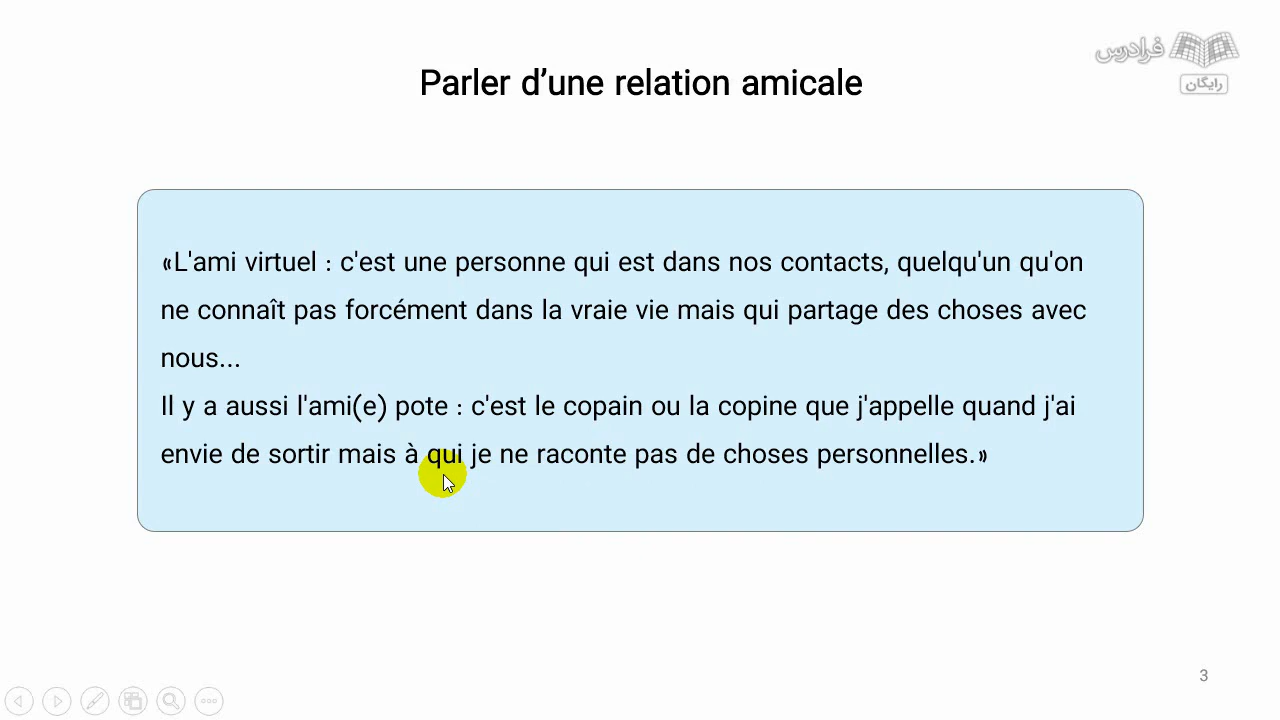 فرادرس
رایگان
Parler d’une relation amicale
«L'ami virtuel : c'est une personne qui est dans nos contacts, quelqu'un qu'on
ne connaît pas forcément dans la vraie vie mais qui partage des choses avec
nous...
Il y a aussi l'ami(e) pote : c'est le copain ou la copine que j'appelle quand j'ai
envie de sortir mais à qui je ne raconte pas de choses personnelles.»
3